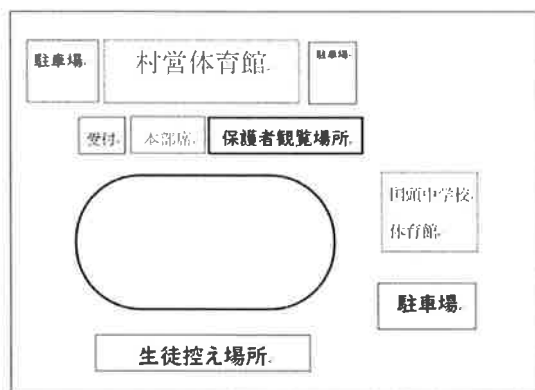 駐車場
村営体育館
駐車場
受付
本部席
保護者観覧場所
国頭中学校
体育館
駐車場
生徒控え場所